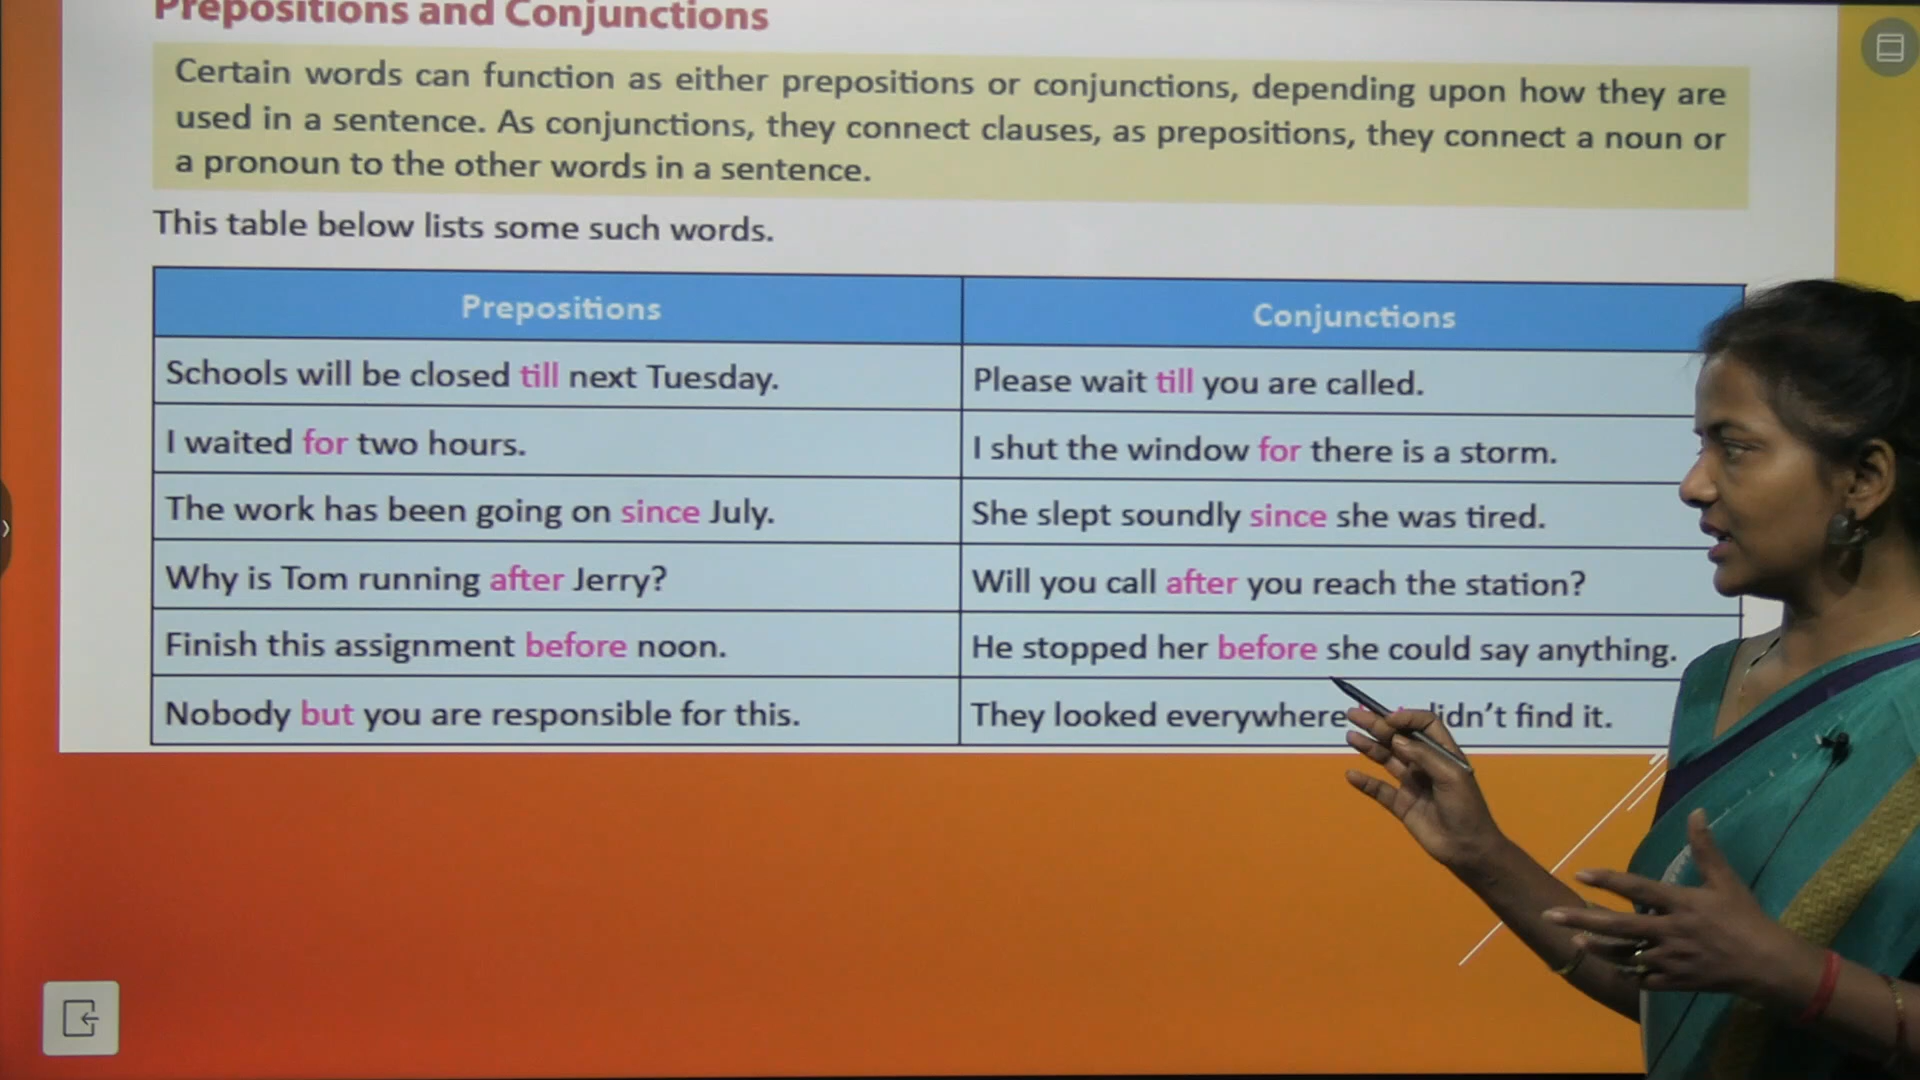 Prepositions and Conjunctions
Certain words can function as either prepositions or conjunctions, depending upon how they are
used in a sentence. As conjunctions, they connect clauses, as prepositions, they connect a noun or
a pronoun to the other words in a sentence.
This table below lists some such words.
Prepositions Conjunctions
Schools will be closed till next Tuesday. Please wait till you are called.
I waited for two hours. I shut the window for there is a storm.
The work has been going on since July. She slept soundly since she was tired.
Why is Tom running after Jerry? Will you call after you reach the station?
Finish this assignment before noon. He stopped her before she could say anything.
Nobody but you are responsible for this. They looked everywhere didn't find it.